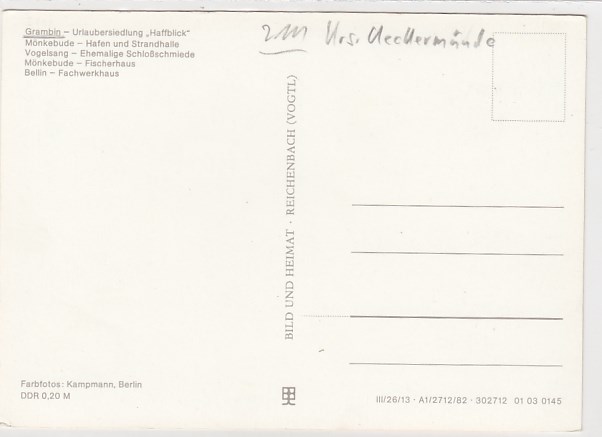 Grambin – Urlaubersiedlung „Haffblick"
Mönkebude – Hafen und Strandhalle
Vogelsang – Ehemalige Schloßschmiede
Mönkebude – Fischerhaus
Bellin – Fachwerkhaus
Krs. Ueckermünde
BILD UND HEIMAT · REICHENBACH (VOGTL)
Farbfotos: Kampmann, Berlin
DDR 0,20 M
III/26/13 · A1/2712/82 · 302712 01 03 0145